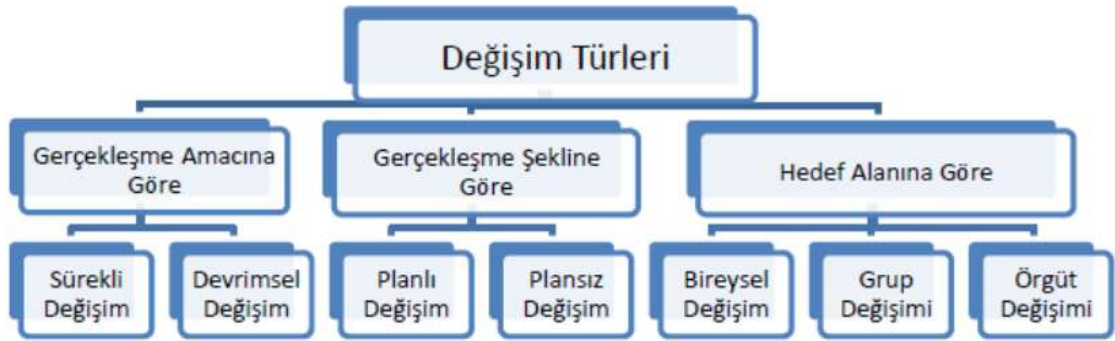 Değişim Türleri
Gerçekleşme Amacına
Göre
Gerçekleşme Şekline
Göre
Hedef Alanına Göre
Sürekli
Değişim
Devrimsel
Değişim
Planlı
Değişim
Plansız
Değişim
Bireysel
Değişim
Grup
Değişimi
Örgüt
Değişimi